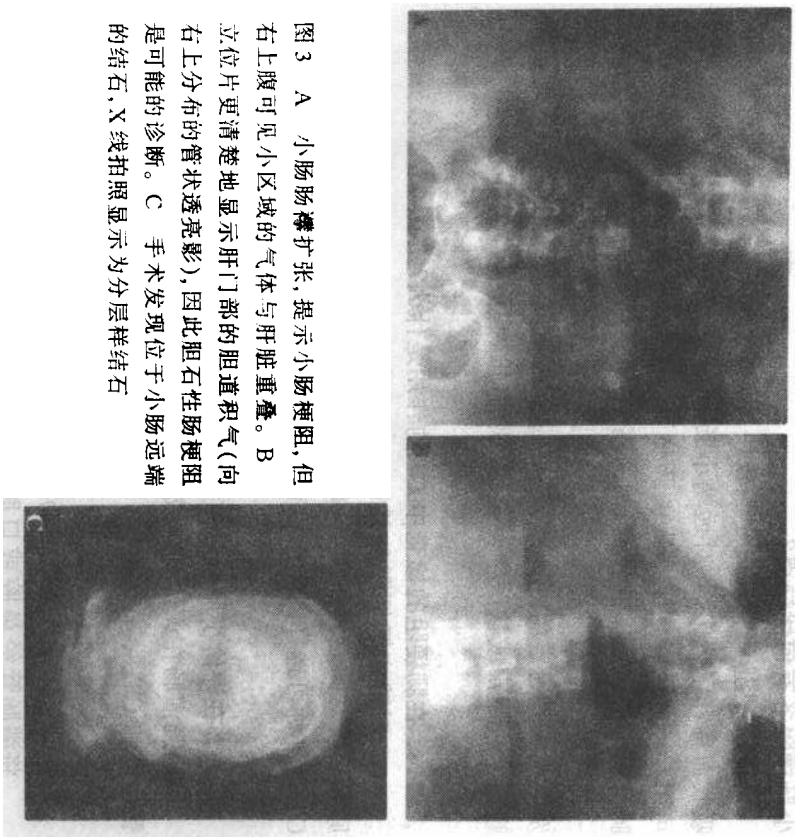 图3 A 小肠肠襻扩张,提示小肠梗阻,但
右上腹可见小区域的气体与肝脏重叠。B
立位片更清楚地显示肝门部的胆道积气(向
右上分布的管状透亮影),因此胆石性肠梗阻
是可能的诊断。C 手术发现位于小肠远端
的结石,X线拍照显示为分层样结石
C